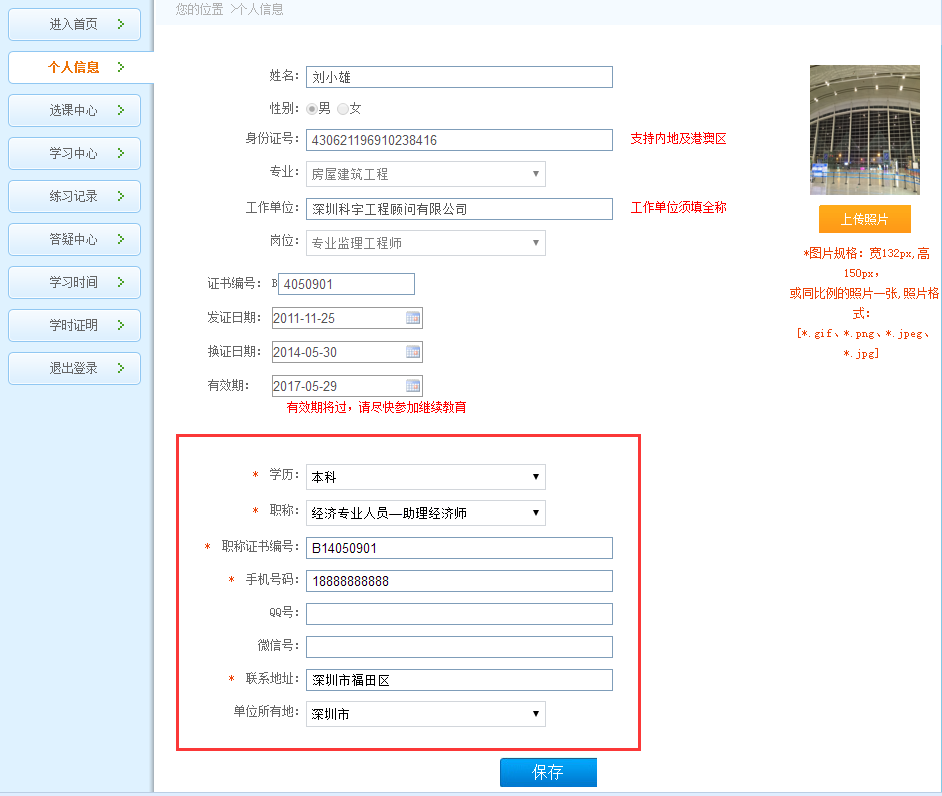 您的位置 >个人信息
进入首页
个人信息
选课中心
学习中心
练习记录
答疑中心
学习时间
学时证明
退出登录
姓名： 刘小雄
性别： 男 女
身份证号： 430621196910238416 支持内地及港澳区
专业： 房屋建筑工程
工作单位： 深圳科宇工程顾问有限公司 工作单位须填全称
岗位： 专业监理工程师
证书编号： B 4050901
发证日期： 2011-11-25
换证日期： 2014-05-30
有效期： 2017-05-29
有效期将过，请尽快参加继续教育
* 学历： 本科
* 职称： 经济专业人员—助理经济师
* 职称证书编号： B14050901
* 手机号码： 18888888888
QQ号：
微信号：
* 联系地址： 深圳市福田区
单位所有地： 深圳市
保存
上传照片
*图片规格：宽132px,高
150px，
或同比例的照片一张,照片格
式：
[*.gif、*.png、*.jpeg、
*.jpg]